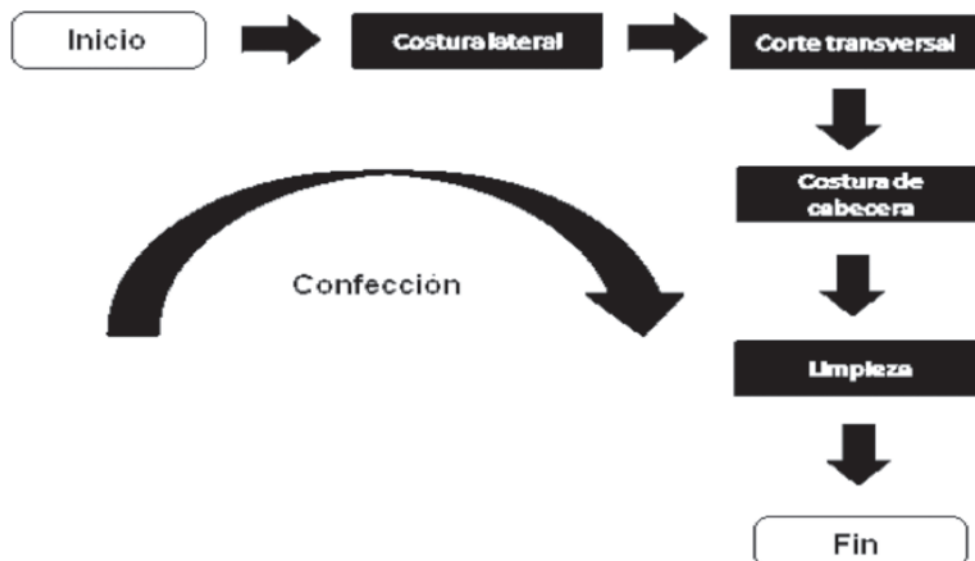 Inicio
Costura lateral
Corte transversal
Costura de
cabecera
Confección
Limpieza
Fin